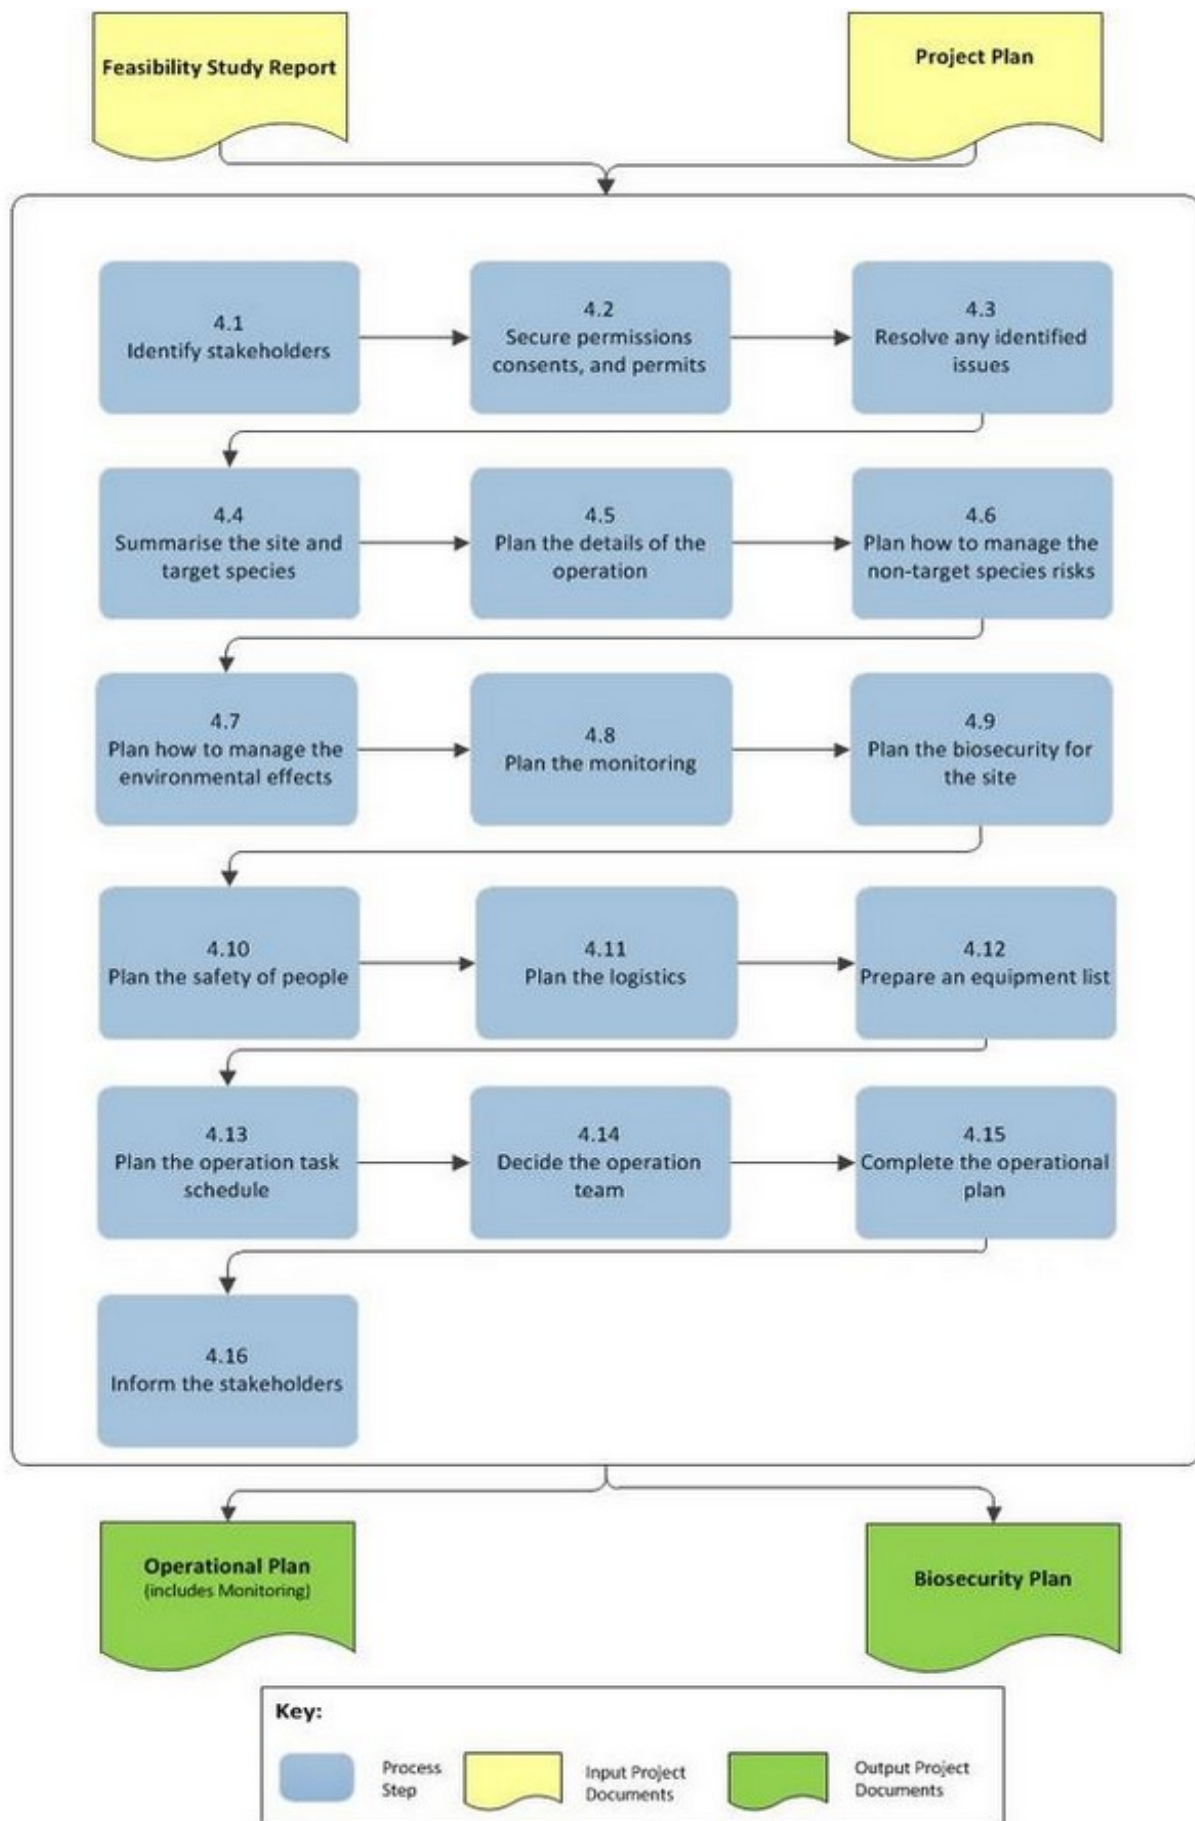 Feasibility Study Report
Project Plan
4.1
Identify stakeholders
4.2
Secure permissions
consents, and permits
4.3
Resolve any identified
issues
4.4
Summarise the site and
target species
4.5
Plan the details of the
operation
4.6
Plan how to manage the
non-target species risks
4.7
Plan how to manage the
environmental effects
4.8
Plan the monitoring
4.9
Plan the biosecurity for
the site
4.10
Plan the safety of people
4.11
Plan the logistics
4.12
Prepare an equipment list
4.13
Plan the operation task
schedule
4.14
Decide the operation
team
4.15
Complete the operational
plan
4.16
Inform the stakeholders
Operational Plan
(includes Monitoring)
Biosecurity Plan
Key:
Process
Step
Input Project
Documents
Output Project
Documents